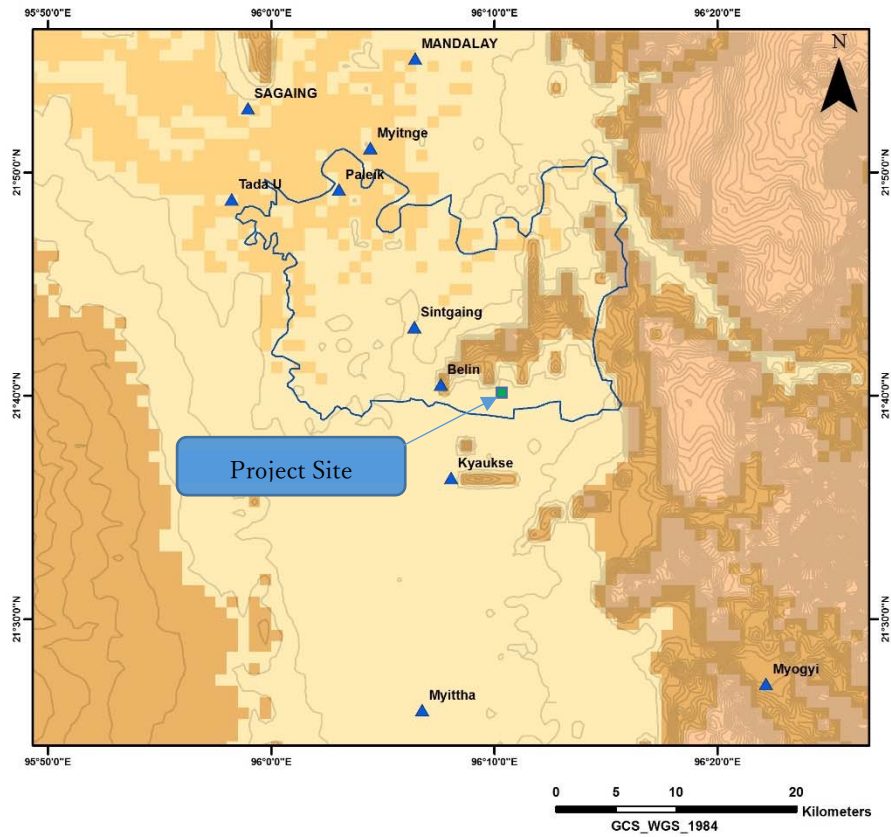 95°50'0"E 96°0'0"E 96°10'0"E 96°20'0"E
N
MANDALAY
SAGAING
Myitnge
21°50'0"N 21°50'0"N
Paleik
Tada U
Sintgaing
Belin
21°40'0"N 21°40'0"N
Project Site
Kyaukse
21°30'0"N 21°30'0"N
Myogyi
Myittha
95°50'0"E 96°0'0"E 96°10'0"E 96°20'0"E
0 5 10 20
Kilometers
GCS_WGS_1984